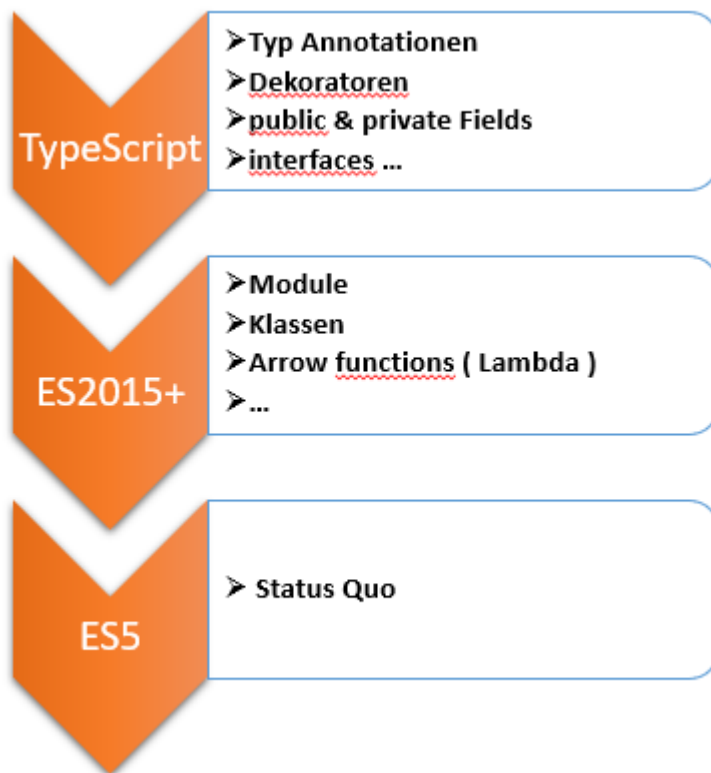 TypeScript
➢Typ Annotationen
➢Dekoratoren
➢public & private Fields
➢interfaces ...
ES2015+
➢Module
➢Klassen
➢Arrow functions ( Lambda )
➢...
ES5
➢ Status Quo